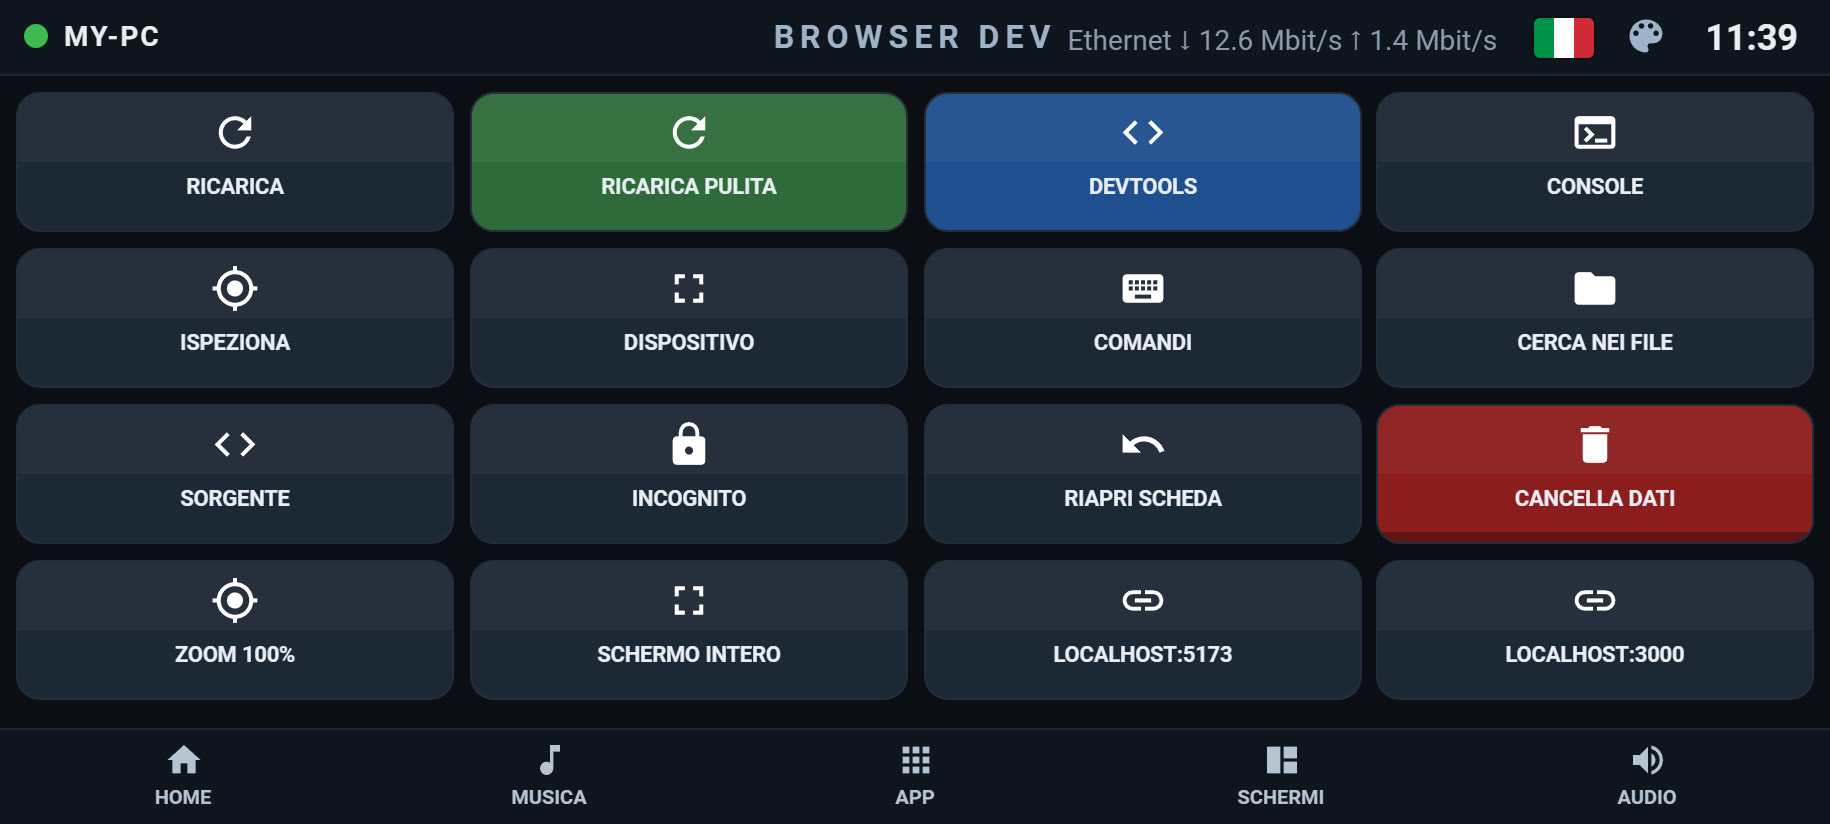 MY-PC
BROWSER DEV Ethernet ↓ 12.6 Mbit/s ↑ 1.4 Mbit/s
11:39
RICARICA
RICARICA PULITA
DEVTOOLS
CONSOLE
ISPEZIONA
DISPOSITIVO
COMANDI
CERCA NEI FILE
SORGENTE
INCOGNITO
RIAPRI SCHEDA
CANCELLA DATI
ZOOM 100%
SCHERMO INTERO
LOCALHOST:5173
LOCALHOST:3000
HOME
MUSICA
APP
SCHERMI
AUDIO